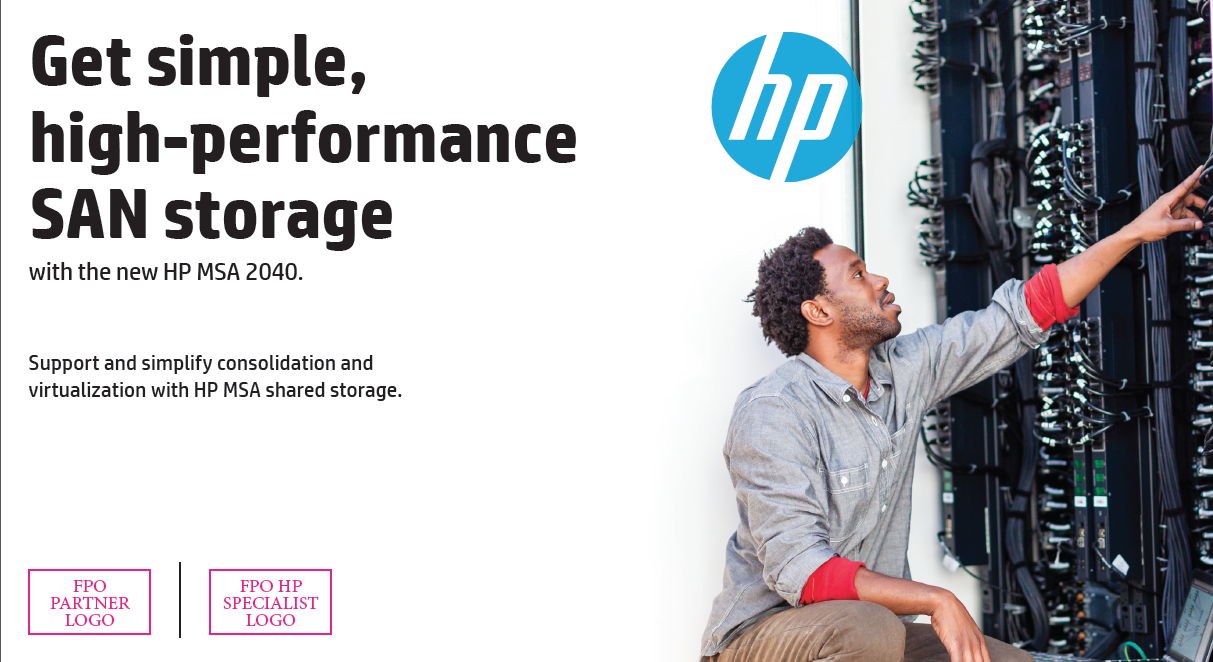 Get simple,
high-performance
SAN storage
with the new HP MSA 2040.
Support and simplify consolidation and
virtualization with HP MSA shared storage.
FPO
PARTNER
LOGO
FPO HP
SPECIALIST
LOGO
hp